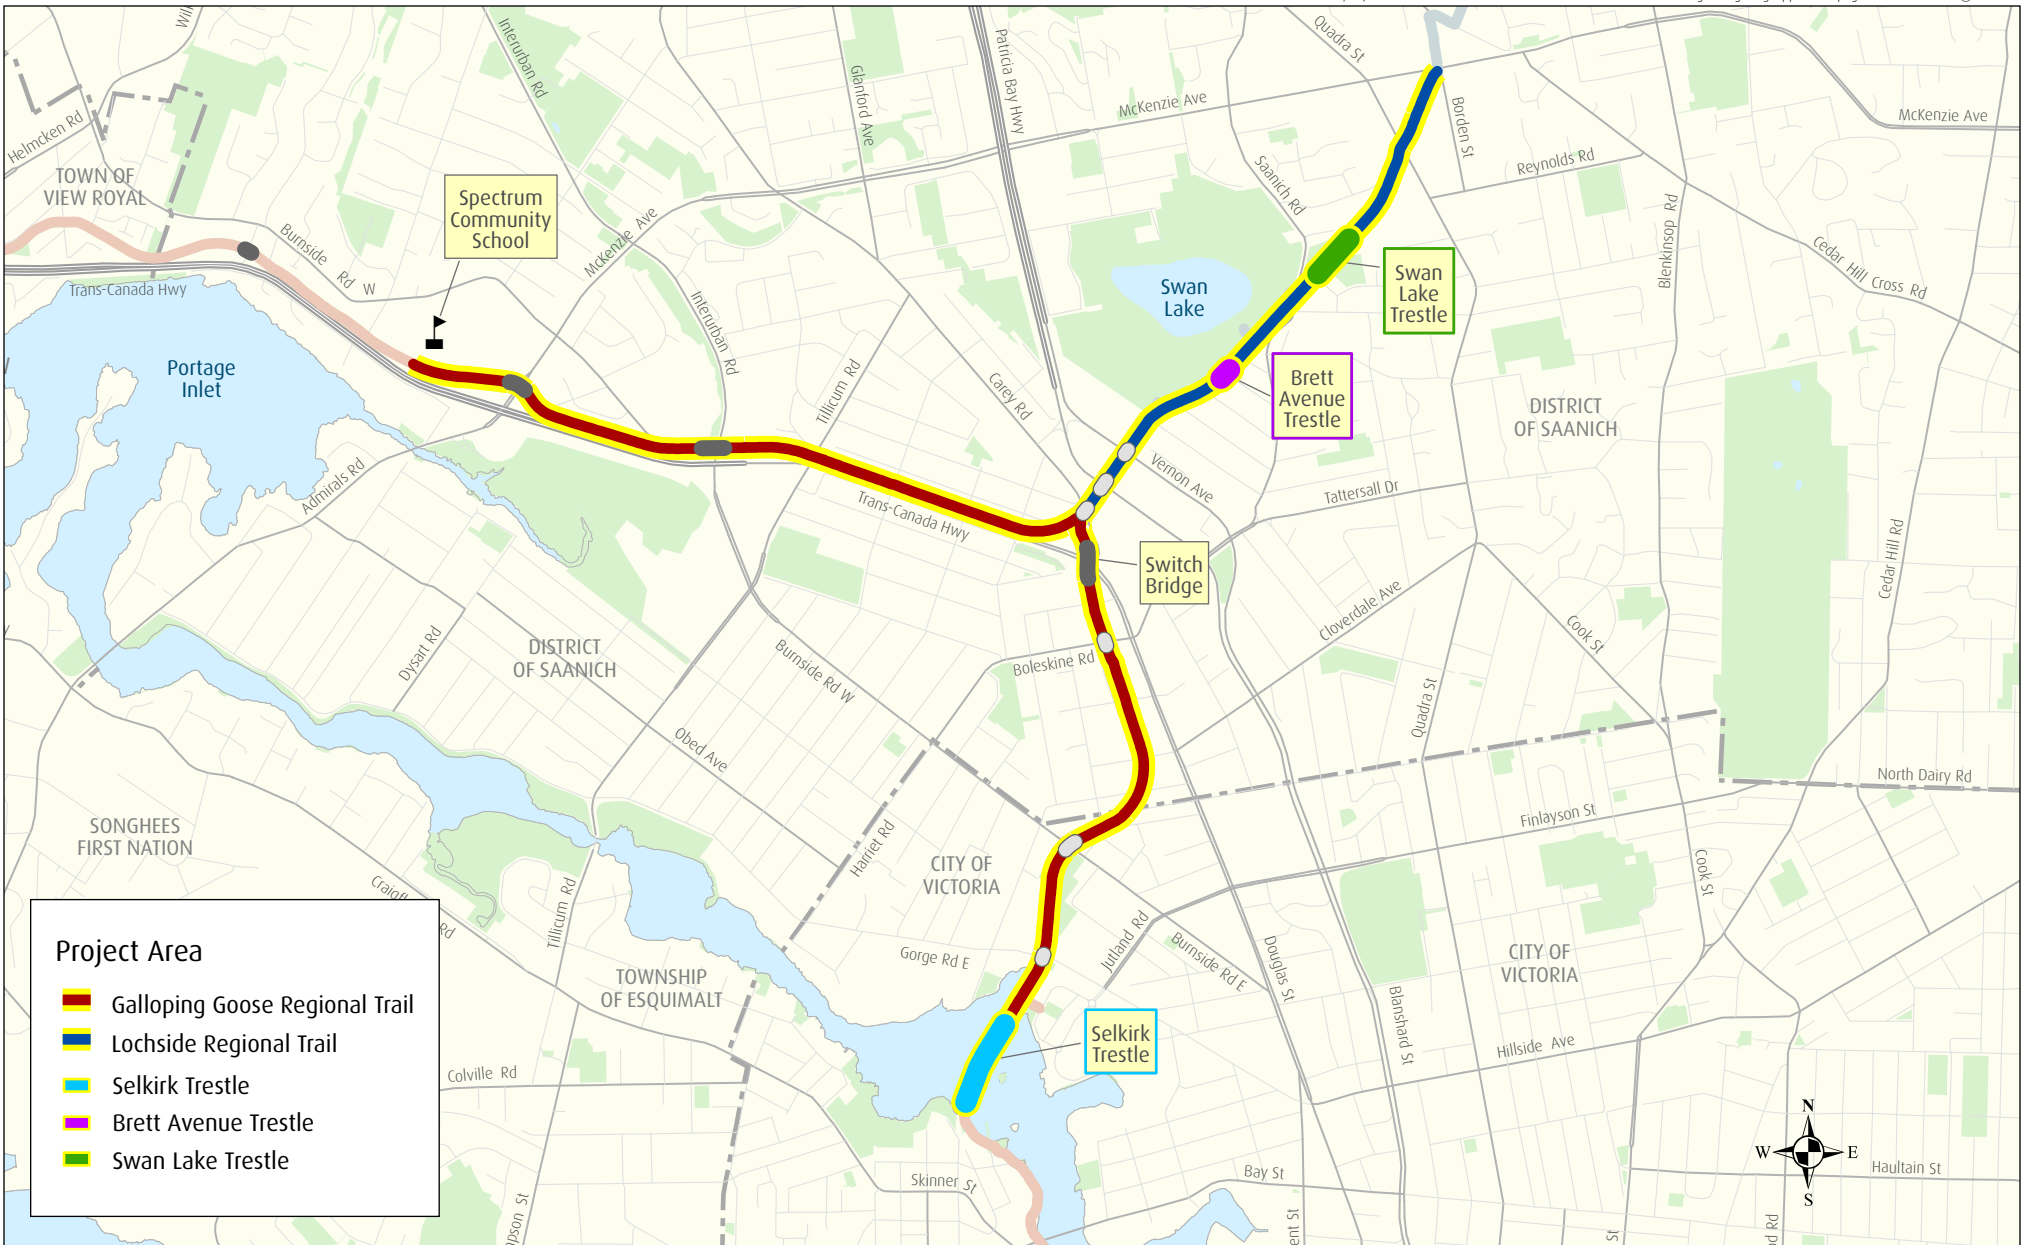 Quadra St
Interurban Rd
Patricia Bay Hwy
Glanford Ave
McKenzie Ave
Borden St
McKenzie Ave
Helmcken Rd
Reynolds Rd
TOWN OF
VIEW ROYAL
Saanich Rd
Spectrum
Community
School
Blenkinsop Rd
McKenzie Ave
Burnside Rd W
Cedar Hill Cross Rd
Trans-Canada Hwy
Swan
Lake
Swan
Lake
Trestle
Interurban Rd
Portage
Inlet
Tillicum Rd
Carey Rd
Brett
Avenue
Trestle
DISTRICT
OF SAANICH
Admirals Rd
Vernon Ave
Tattersall Dr
Trans-Canada Hwy
Switch
Bridge
Cedar Hill Rd
Cloverdale Ave
Cook St
Dysart Rd
DISTRICT
OF SAANICH
Burnside Rd W
Boleskine Rd
Quadra St
Obed Ave
North Dairy Rd
Finlayson St
SONGHEES
FIRST NATION
Harriet Rd
CITY OF
VICTORIA
Cook St
Tillicum Rd
Jutland Rd
Burnside Rd E
Douglas St
CITY OF
VICTORIA
Gorge Rd E
TOWNSHIP
OF ESQUIMALT
Blanshard St
Selkirk
Trestle
Hillside Ave
Colville Rd
Project Area
Galloping Goose Regional Trail
Lochside Regional Trail
Selkirk Trestle
Brett Avenue Trestle
Swan Lake Trestle
N
W
E
S
Skinner St
Bay St
Haultain St